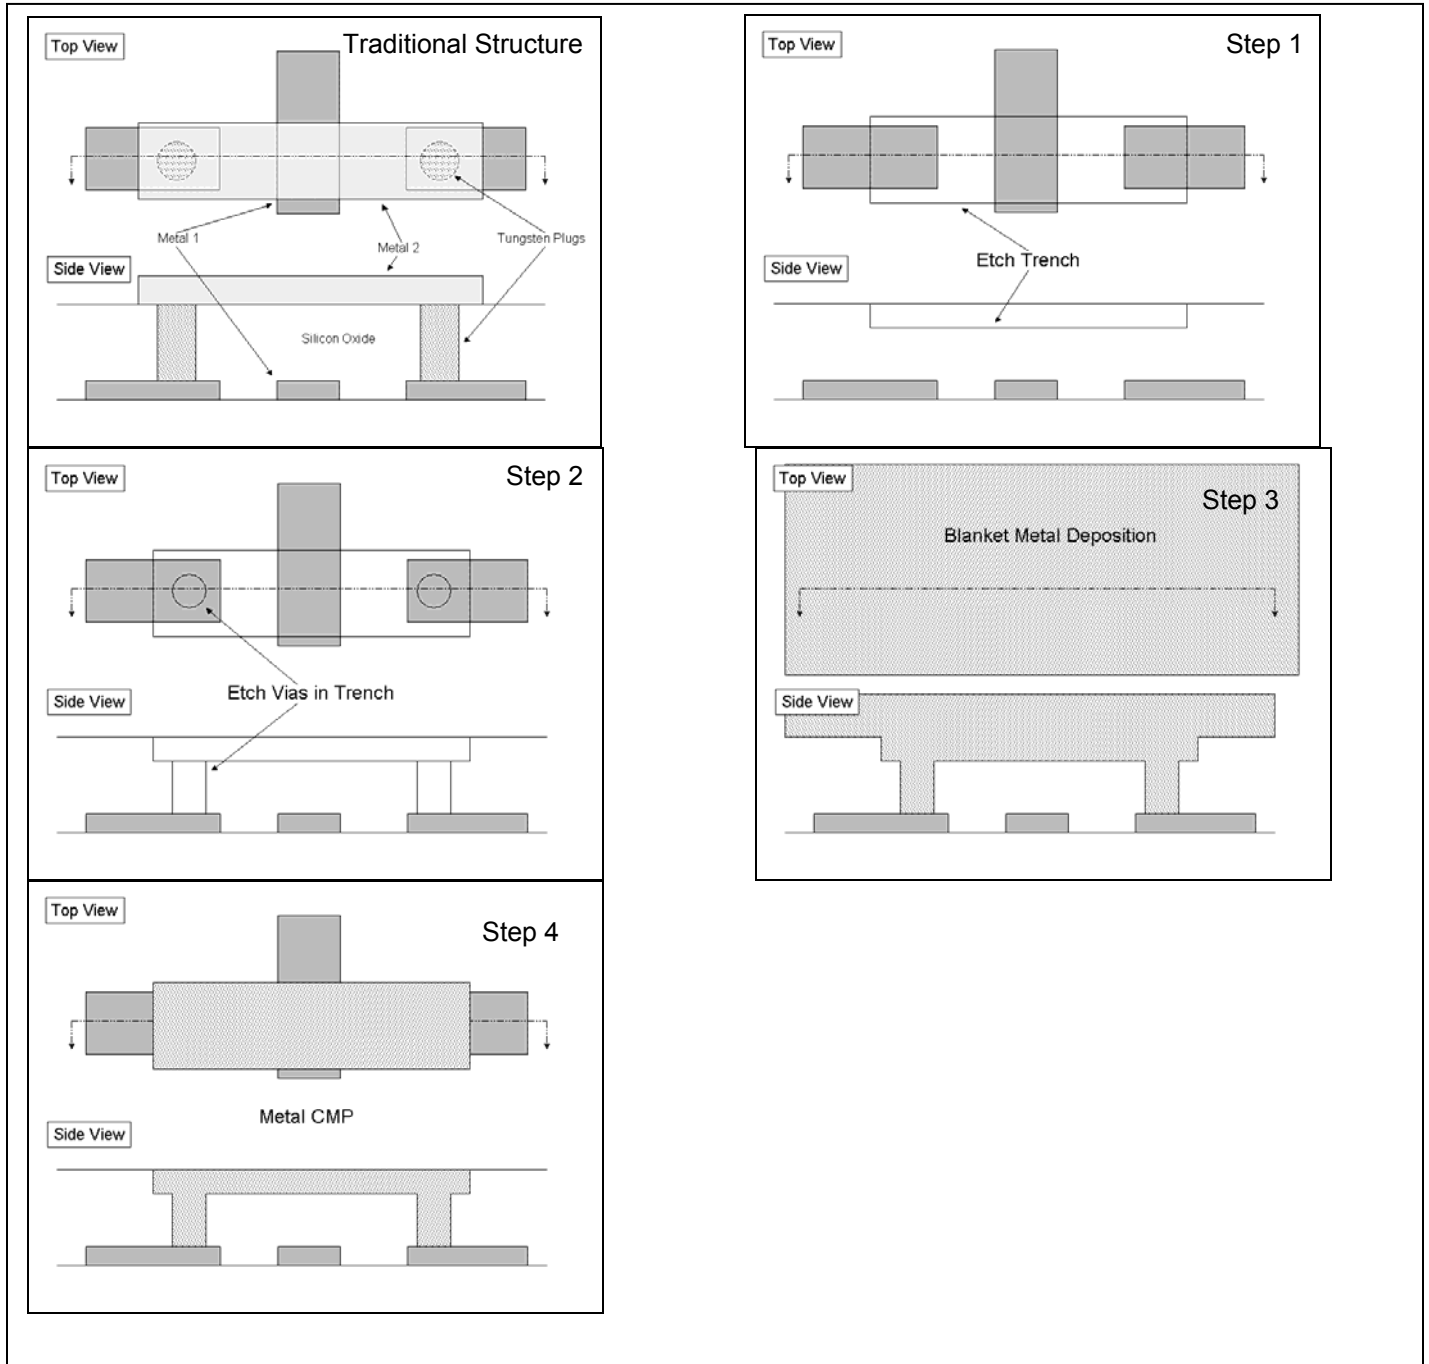 Top View
Traditional Structure
Metal 1
Metal 2
Tungsten Plugs
Side View
Silicon Oxide
Top View
Step 1
Etch Trench
Side View
Top View
Step 2
Etch Vias in Trench
Side View
Top View
Step 3
Blanket Metal Deposition
Side View
Top View
Step 4
Metal CMP
Side View